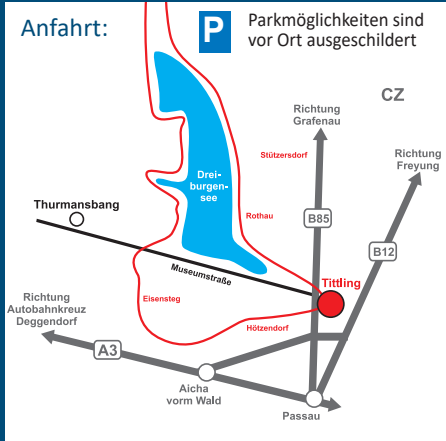 Anfahrt:
P
Parkmöglichkeiten sind
vor Ort ausgeschildert
CZ
Richtung
Grafenau
Richtung
Freyung
Stützersdorf
Drei-
burgen-
see
Thurmansbang
Rothau
B85
B12
Museumstraße
Tittling
Eisensteg
Richtung
Autobahnkreuz
Deggendorf
Hötzendorf
A3
Aicha
vorm Wald
Passau